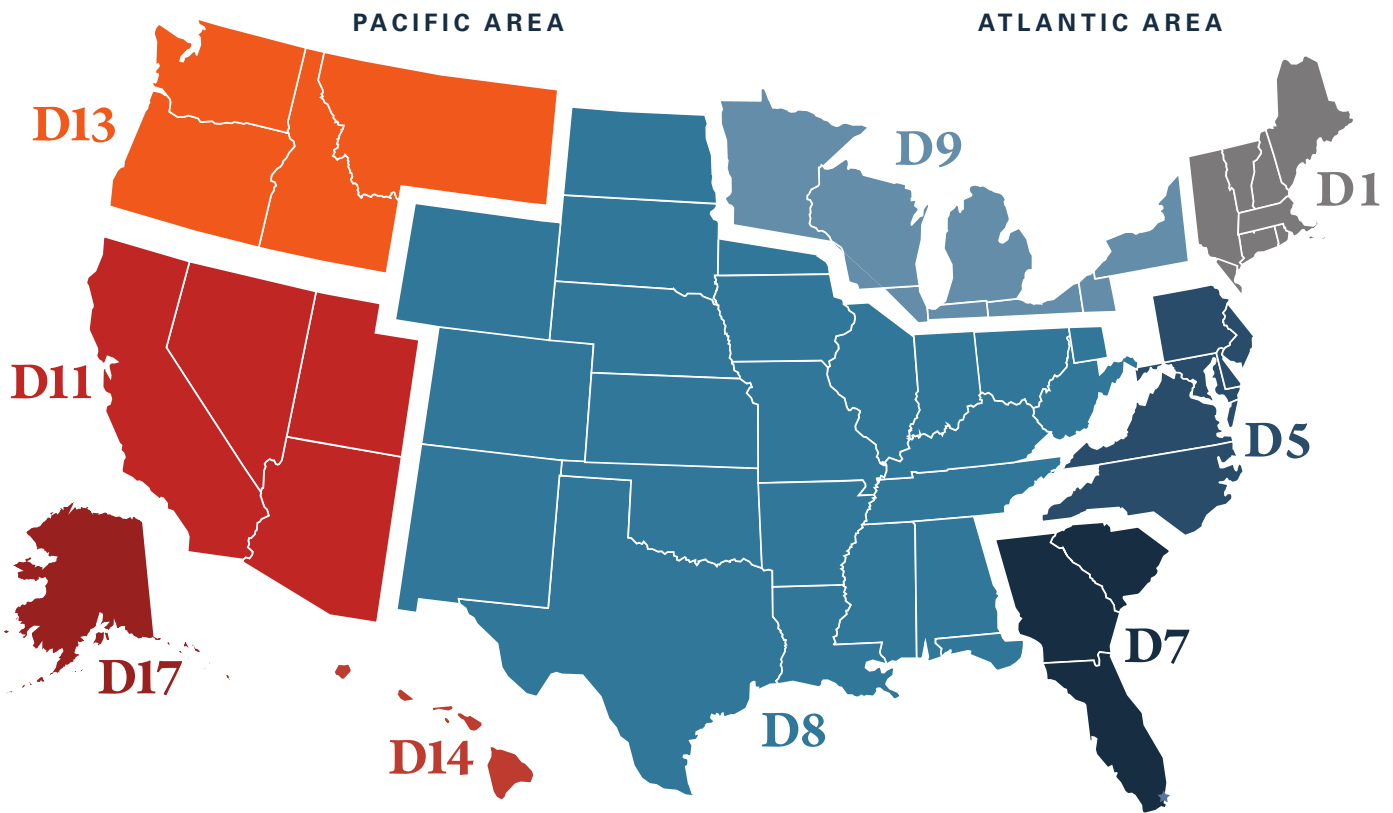 PACIFIC AREA
ATLANTIC AREA
D13
D9
D1
D11
D5
D17
D7
D14
D8